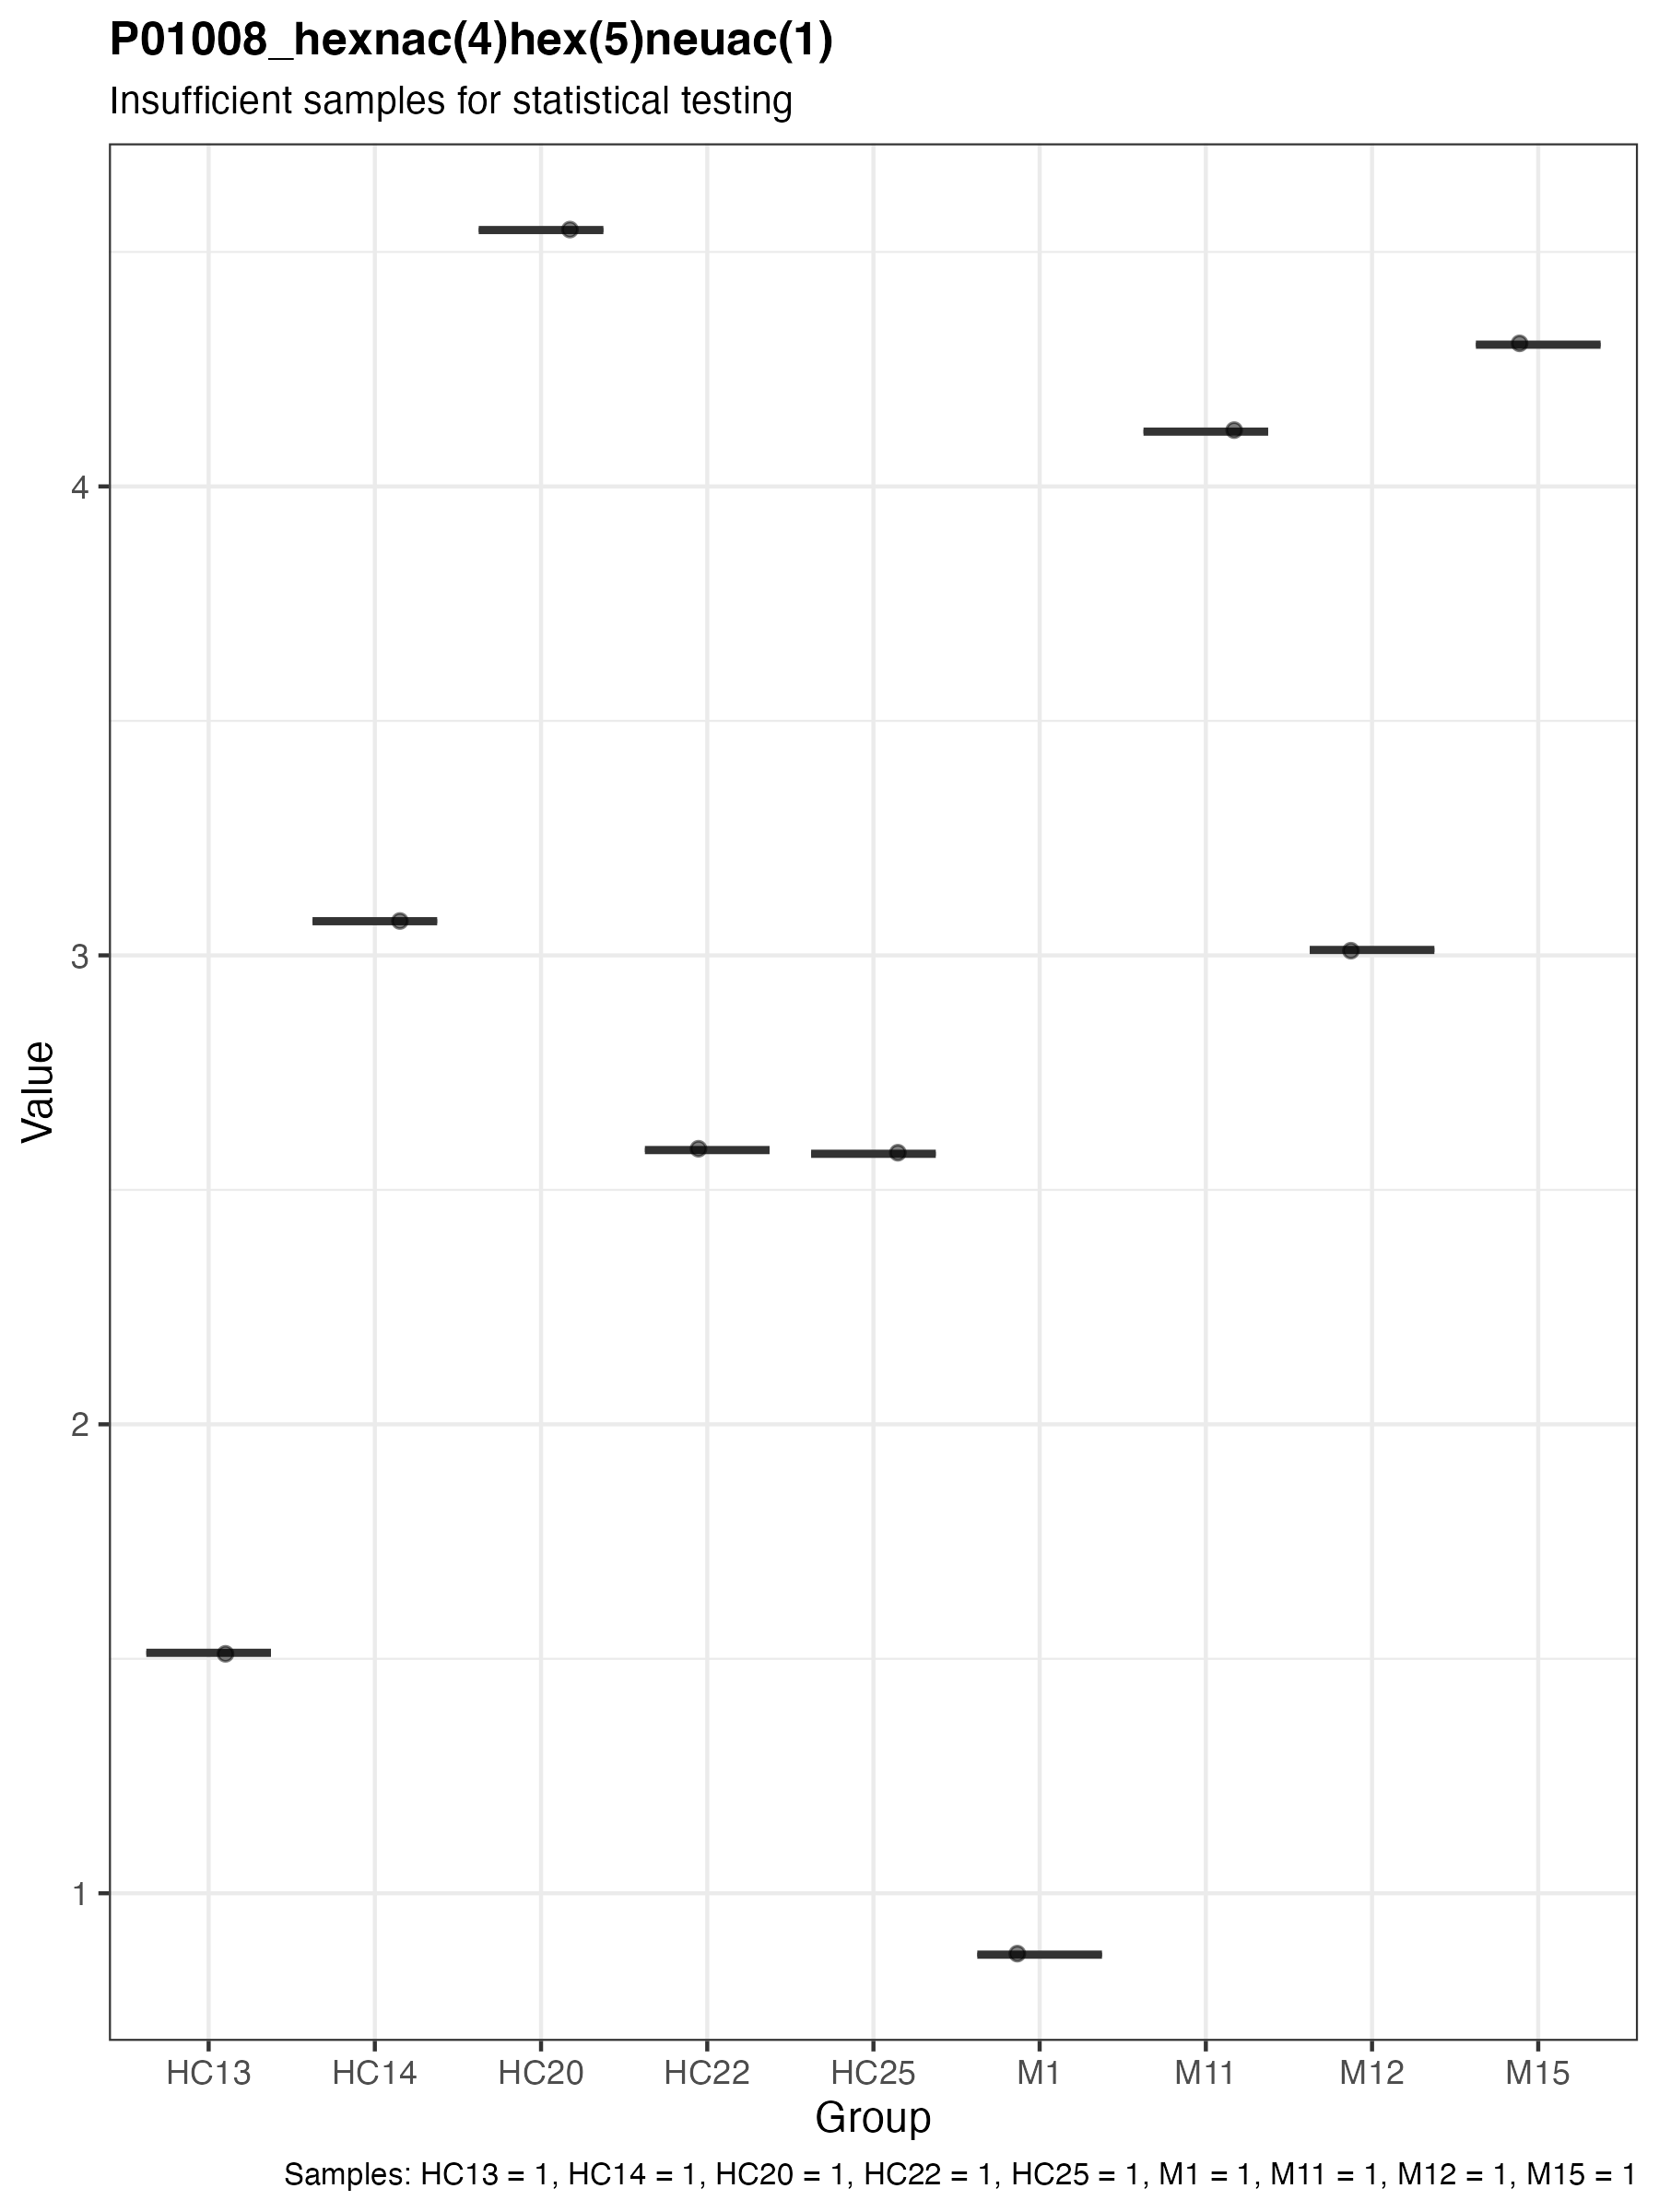 P01008_hexnac(4)hex(5)neuac(1)
Insufficient samples for statistical testing
4
3
2
1
Value
HC13 HC14 HC20 HC22 HC25 M1 M11 M12 M15
Group
Samples: HC13 = 1, HC14 = 1, HC20 = 1, HC22 = 1, HC25 = 1, M1 = 1, M11 = 1, M12 = 1, M15 = 1